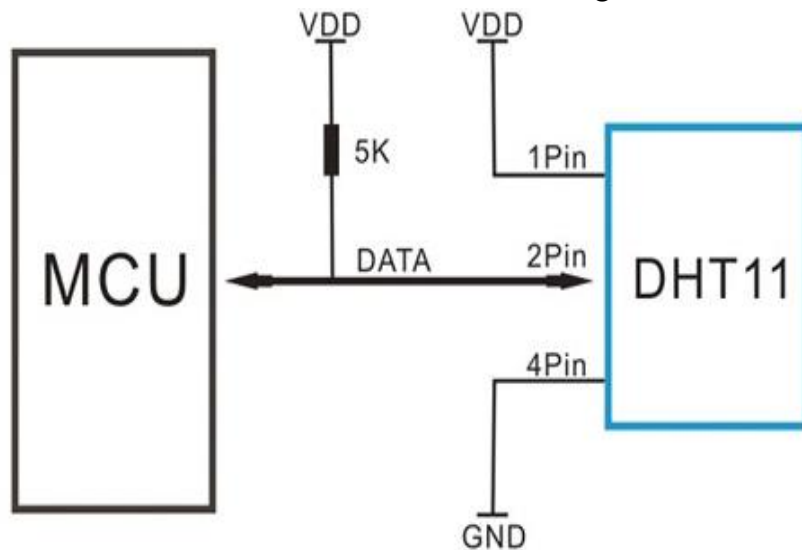 VDD
VDD
5K
1Pin
MCU
DATA
2Pin
DHT11
4Pin
GND